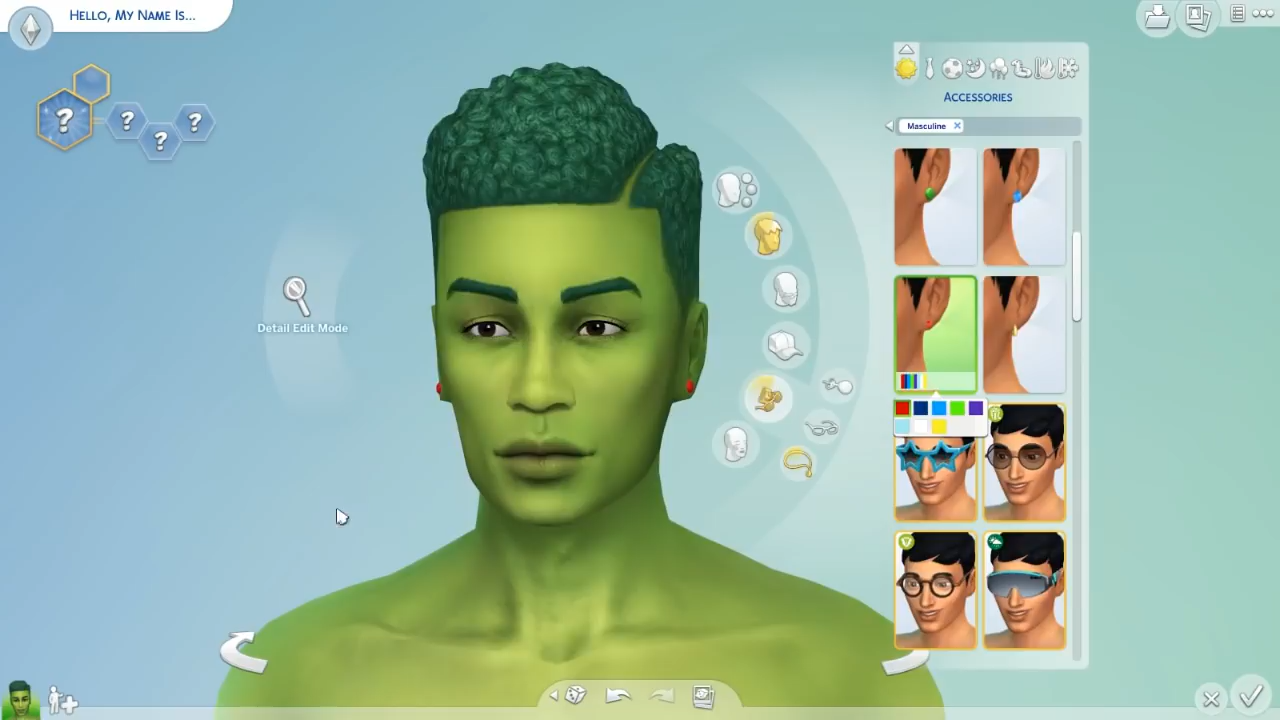 Hello, My Name Is...
?
?
?
?
Accessories
Masculine
Detail Edit Mode